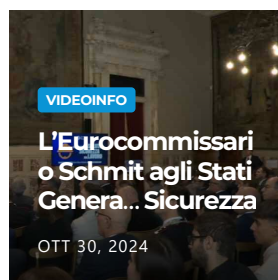 VIDEOINFO
L’Eurocommissari
o Schmit agli Stati
Genera... Sicurezza
OTT 30, 2024